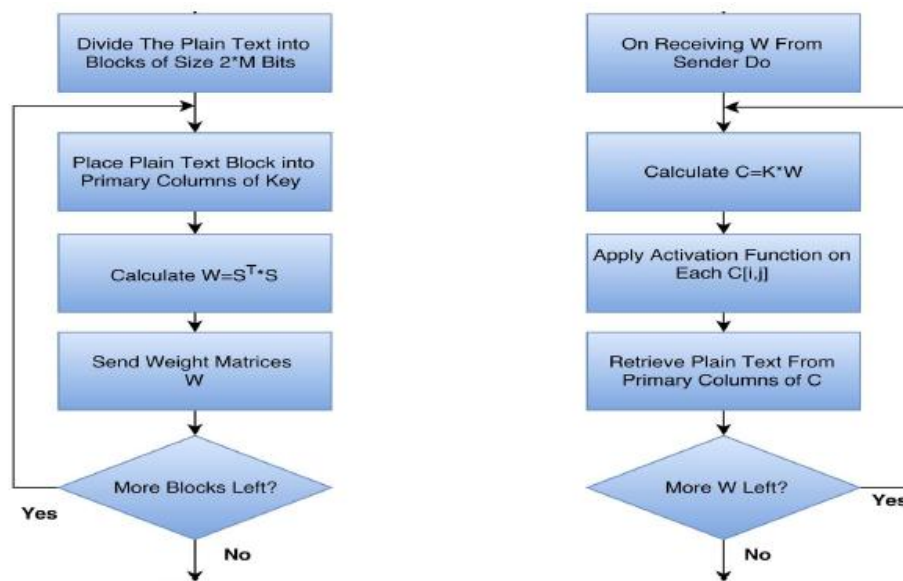 Divide The Plain Text into
Blocks of Size 2*M Bits
Place Plain Text Block into
Primary Columns of Key
Calculate W=Sᵀ*S
Send Weight Matrices
W
More Blocks Left?
Yes
No
On Receiving W From
Sender Do
Calculate C=K*W
Apply Activation Function on
Each C[i,j]
Retrieve Plain Text From
Primary Columns of C
More W Left?
Yes
No